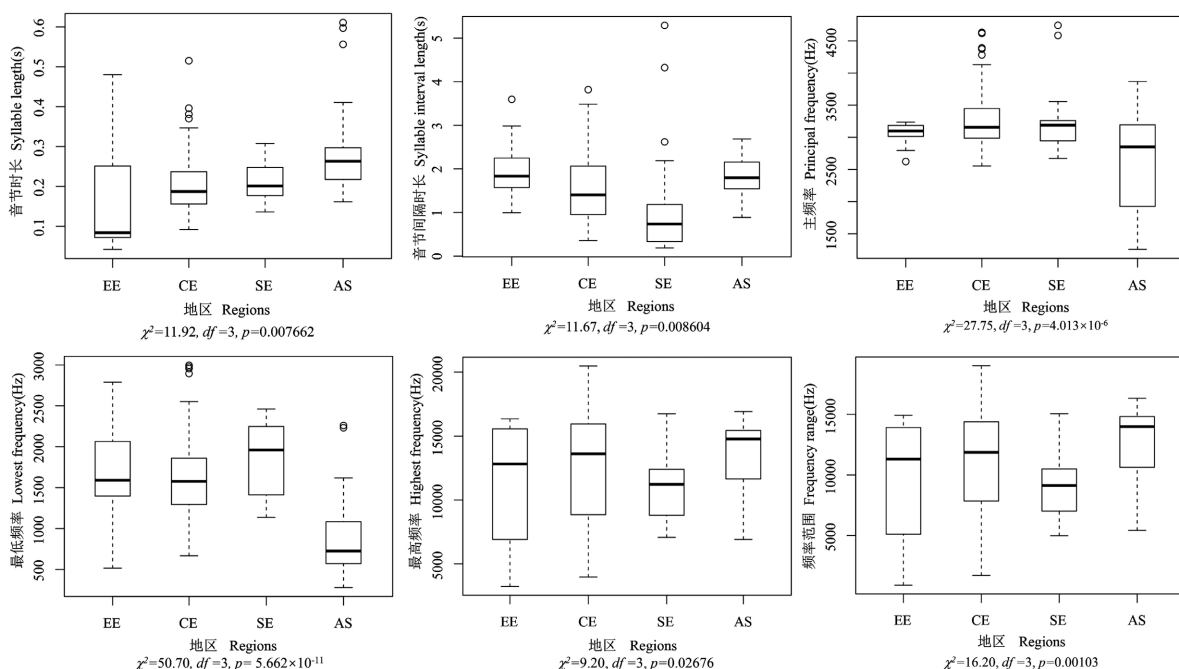 音节时长 Syllable length(s)
0.6
0.5
0.4
0.3
0.2
0.1
EE CE SE AS
地区 Regions
χ²=11.92, df =3, p=0.007662
音节间隔时长 Syllable interval length(s)
5
4
3
2
1
0
EE CE SE AS
地区 Regions
χ²=11.67, df =3, p=0.008604
主频率 Principal frequency(Hz)
4500
3500
2500
1500
EE CE SE AS
地区 Regions
χ²=27.75, df =3, p=4.013×10⁻⁶
最低频率 Lowest frequency(Hz)
3000
2500
2000
1500
1000
500
EE CE SE AS
地区 Regions
χ²=50.70, df =3, p= 5.662×10⁻¹¹
最高频率 Highest frequency(Hz)
20000
15000
10000
5000
EE CE SE AS
地区 Regions
χ²=9.20, df =3, p=0.02676
频率范围 Frequency range(Hz)
15000
10000
5000
EE CE SE AS
地区 Regions
χ²=16.20, df =3, p=0.00103